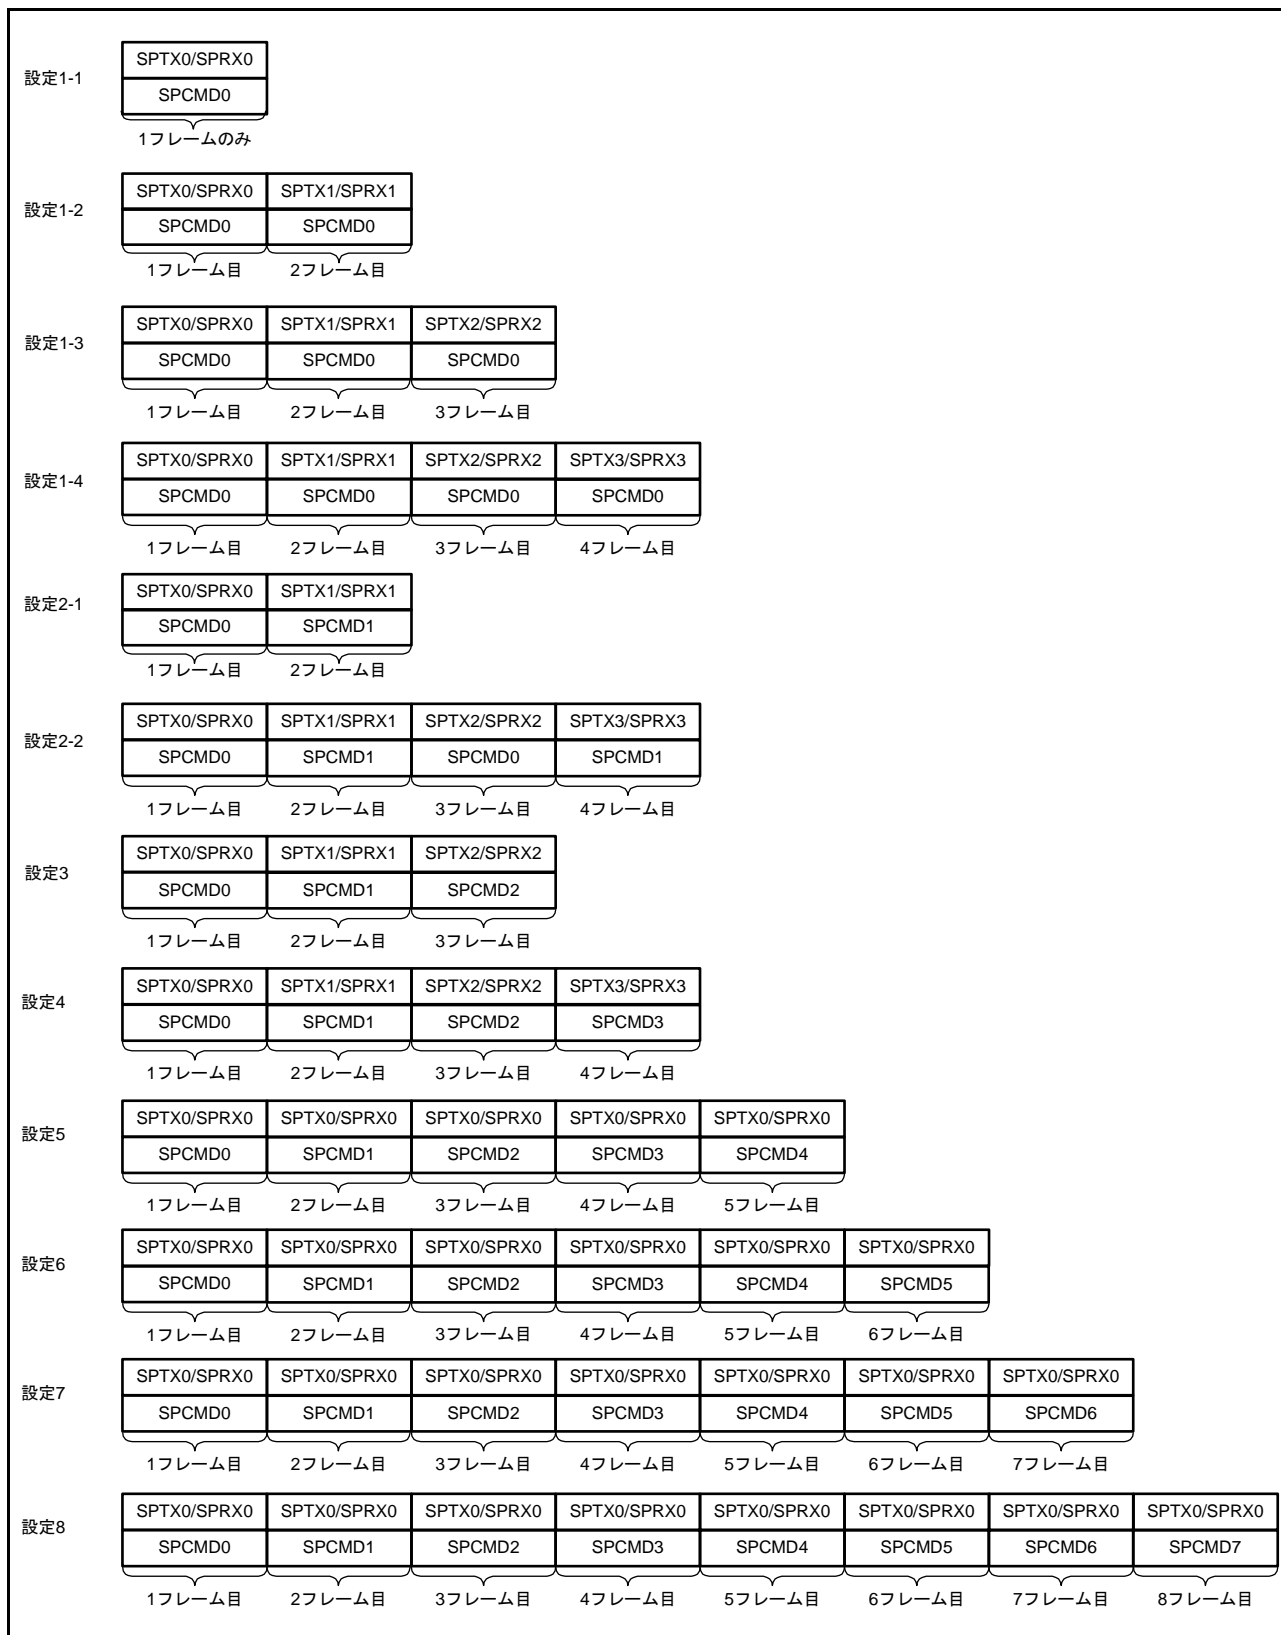 設定1-1
SPTX0/SPRX0
SPCMD0
1フレームのみ
設定1-2
SPTX0/SPRX0 SPTX1/SPRX1
SPCMD0 SPCMD0
1フレーム目 2フレーム目
設定1-3
SPTX0/SPRX0 SPTX1/SPRX1 SPTX2/SPRX2
SPCMD0 SPCMD0 SPCMD0
1フレーム目 2フレーム目 3フレーム目
設定1-4
SPTX0/SPRX0 SPTX1/SPRX1 SPTX2/SPRX2 SPTX3/SPRX3
SPCMD0 SPCMD0 SPCMD0 SPCMD0
1フレーム目 2フレーム目 3フレーム目 4フレーム目
設定2-1
SPTX0/SPRX0 SPTX1/SPRX1
SPCMD0 SPCMD1
1フレーム目 2フレーム目
設定2-2
SPTX0/SPRX0 SPTX1/SPRX1 SPTX2/SPRX2 SPTX3/SPRX3
SPCMD0 SPCMD1 SPCMD0 SPCMD1
1フレーム目 2フレーム目 3フレーム目 4フレーム目
設定3
SPTX0/SPRX0 SPTX1/SPRX1 SPTX2/SPRX2
SPCMD0 SPCMD1 SPCMD2
1フレーム目 2フレーム目 3フレーム目
設定4
SPTX0/SPRX0 SPTX1/SPRX1 SPTX2/SPRX2 SPTX3/SPRX3
SPCMD0 SPCMD1 SPCMD2 SPCMD3
1フレーム目 2フレーム目 3フレーム目 4フレーム目
設定5
SPTX0/SPRX0 SPTX0/SPRX0 SPTX0/SPRX0 SPTX0/SPRX0 SPTX0/SPRX0
SPCMD0 SPCMD1 SPCMD2 SPCMD3 SPCMD4
1フレーム目 2フレーム目 3フレーム目 4フレーム目 5フレーム目
設定6
SPTX0/SPRX0 SPTX0/SPRX0 SPTX0/SPRX0 SPTX0/SPRX0 SPTX0/SPRX0 SPTX0/SPRX0
SPCMD0 SPCMD1 SPCMD2 SPCMD3 SPCMD4 SPCMD5
1フレーム目 2フレーム目 3フレーム目 4フレーム目 5フレーム目 6フレーム目
設定7
SPTX0/SPRX0 SPTX0/SPRX0 SPTX0/SPRX0 SPTX0/SPRX0 SPTX0/SPRX0 SPTX0/SPRX0 SPTX0/SPRX0
SPCMD0 SPCMD1 SPCMD2 SPCMD3 SPCMD4 SPCMD5 SPCMD6
1フレーム目 2フレーム目 3フレーム目 4フレーム目 5フレーム目 6フレーム目 7フレーム目
設定8
SPTX0/SPRX0 SPTX0/SPRX0 SPTX0/SPRX0 SPTX0/SPRX0 SPTX0/SPRX0 SPTX0/SPRX0 SPTX0/SPRX0 SPTX0/SPRX0
SPCMD0 SPCMD1 SPCMD2 SPCMD3 SPCMD4 SPCMD5 SPCMD6 SPCMD7
1フレーム目 2フレーム目 3フレーム目 4フレーム目 5フレーム目 6フレーム目 7フレーム目 8フレーム目